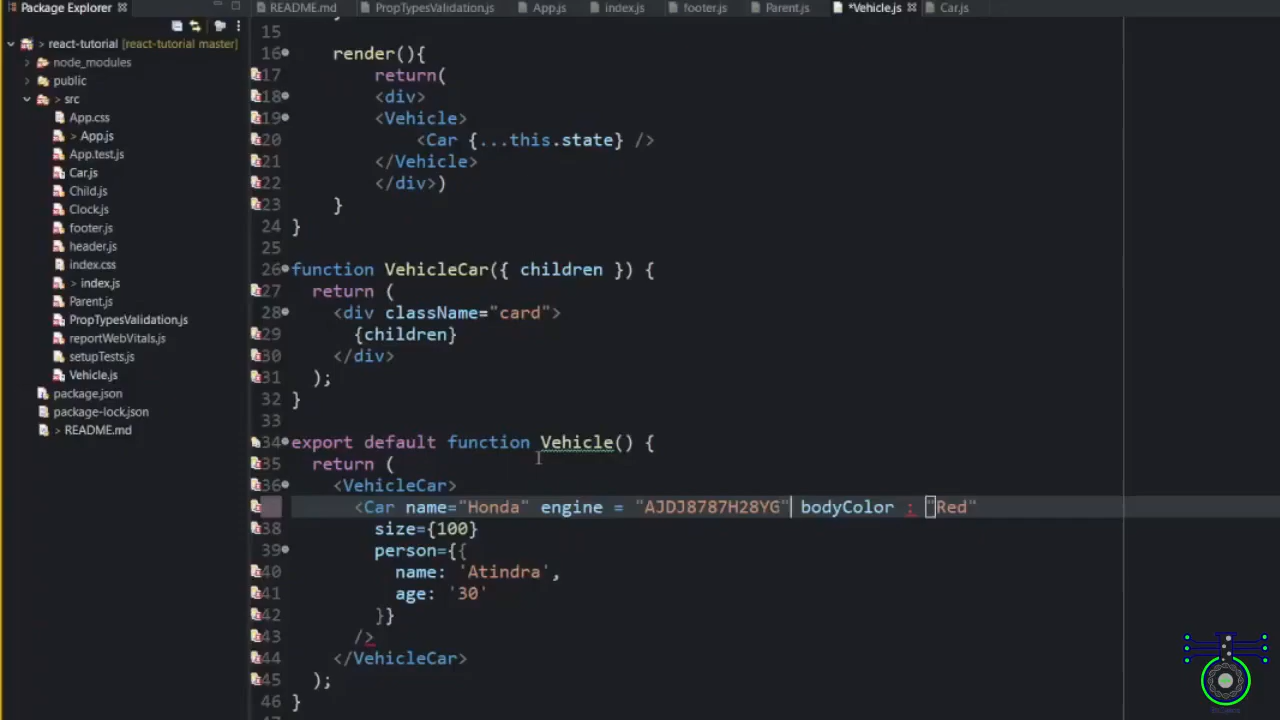 Package Explorer
README.md PropTypesValidation.js App.js index.js footer.js Parent.js *Vehicle.js Car.js
> react-tutorial [react-tutorial master]
node_modules
public
> src
App.css
> App.js
App.test.js
Car.js
Child.js
Clock.js
footer.js
header.js
index.css
> index.js
Parent.js
PropTypesValidation.js
reportWebVitals.js
setupTests.js
Vehicle.js
package.json
package-lock.json
> README.md
15 }
16 render(){
17 return(
18 <div>
19 <Vehicle>
20 <Car {...this.state} />
21 </Vehicle>
22 </div>)
23 }
24 }
25
26 function VehicleCar({ children }) {
27 return (
28 <div className="card">
29 {children}
30 </div>
31 );
32 }
33
34 export default function Vehicle() {
35 return (
36 <VehicleCar>
<Car name="Honda" engine = "AJDJ8787H28YG" bodyColor : "Red"
38 size={100}
39 person={{
40 name: 'Atindra',
41 age: '30'
42 }}
43 />
44 </VehicleCar>
45 );
46 }